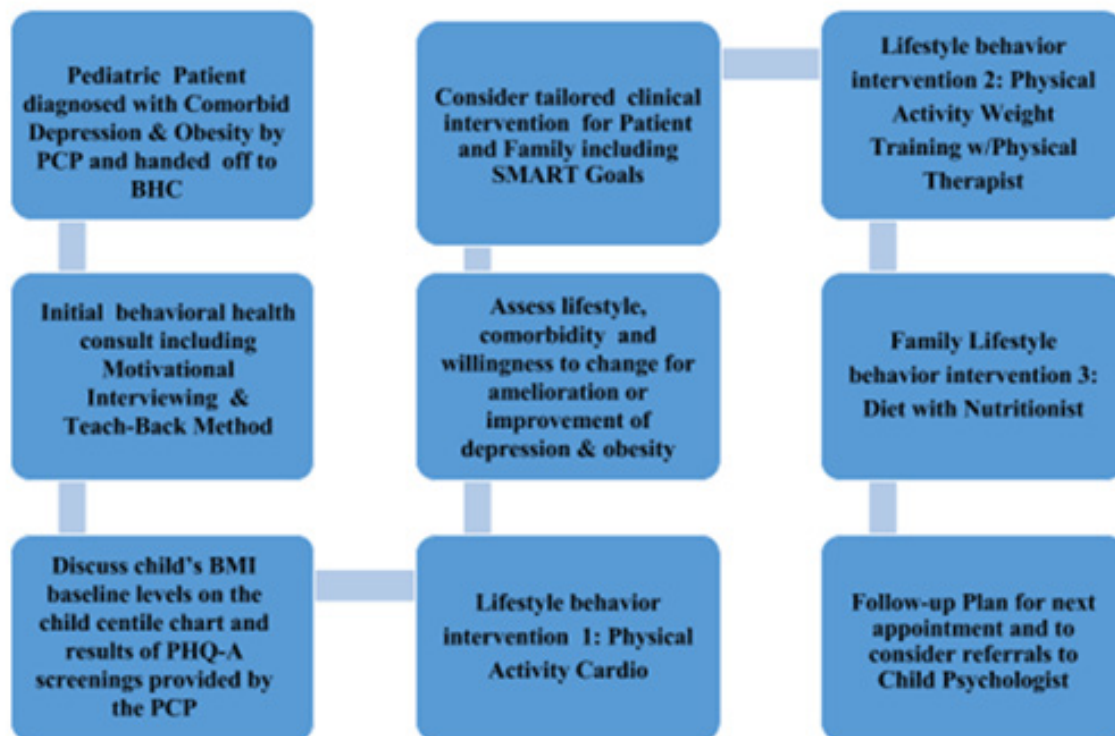 Pediatric Patient
diagnosed with Comorbid
Depression & Obesity by
PCP and handed off to
BHC
Initial behavioral health
consult including
Motivational
Interviewing &
Teach-Back Method
Discuss child's BMI
baseline levels on the
child centile chart and
results of PHQ-A
screenings provided by
the PCP
Lifestyle behavior
intervention 1: Physical
Activity Cardio
Assess lifestyle,
comorbidity and
willingness to change for
amelioration or
improvement of
depression & obesity
Consider tailored clinical
intervention for Patient
and Family including
SMART Goals
Lifestyle behavior
intervention 2: Physical
Activity Weight
Training w/Physical
Therapist
Family Lifestyle
behavior intervention 3:
Diet with Nutritionist
Follow-up Plan for next
appointment and to
consider referrals to
Child Psychologist